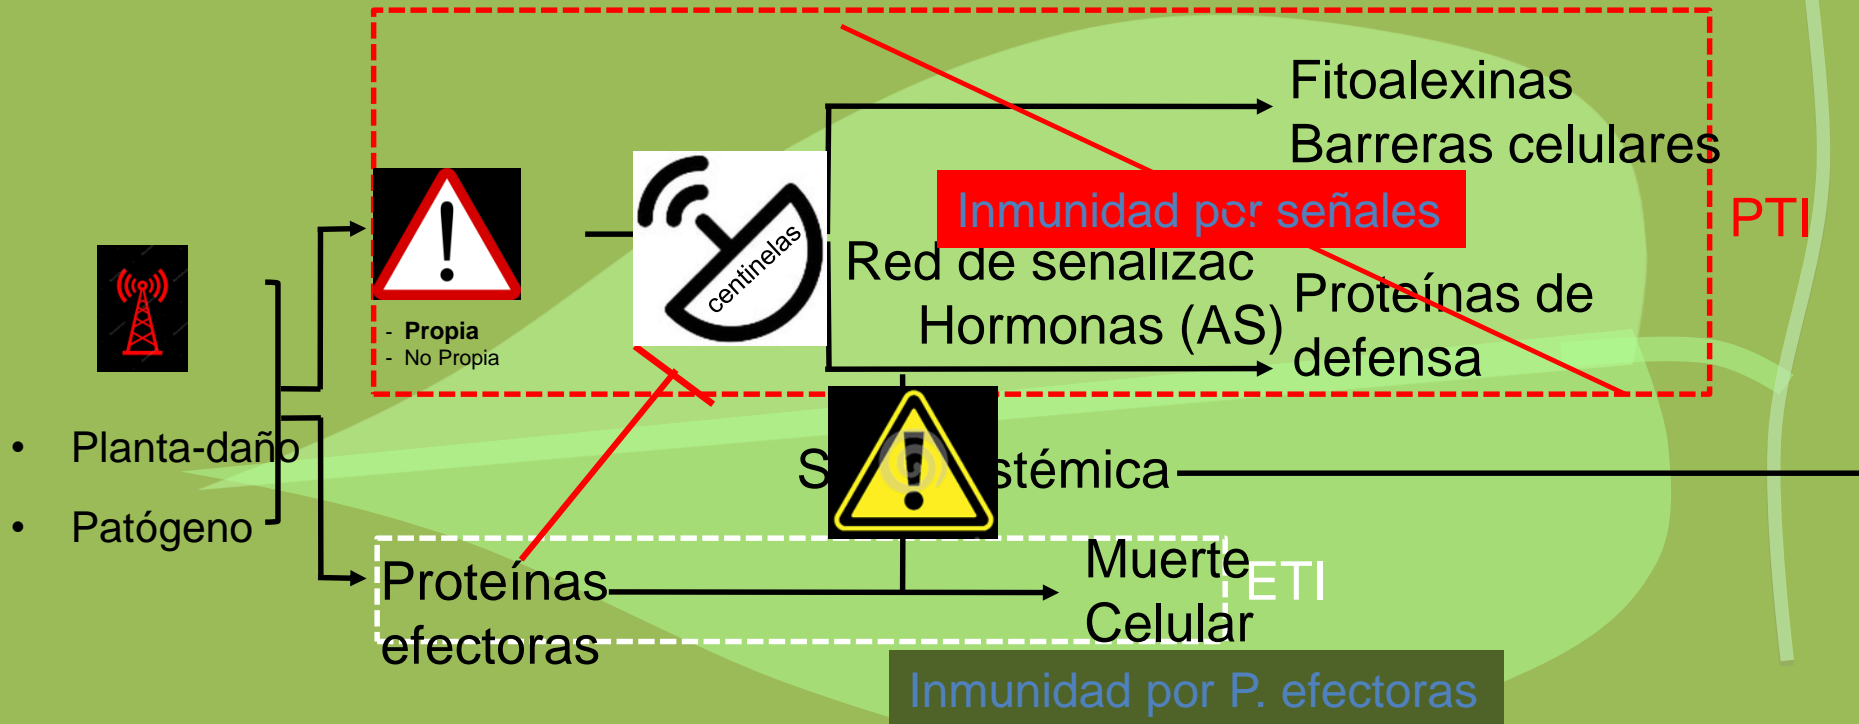 Fitoalexinas
Barreras celulares
Inmunidad por señales
PTI
centinelas
Red de senalizac
Hormonas (AS)
Proteínas de
defensa
- Propia
- No Propia
• Planta-daño
• Patógeno
S stémica
Proteínas
efectoras
Muerte
Celular
ETI
Inmunidad por P. efectoras